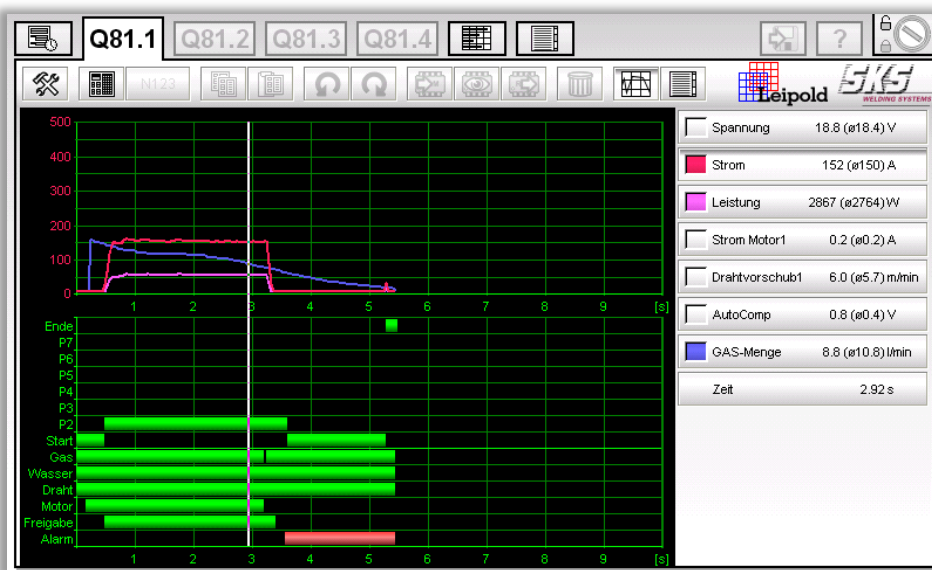 Q81.1 Q81.2 Q81.3 Q81.4 ?
N123
Leipold SKS
WELDING SYSTEMS
500
400
300
200
100
0
1 2 3 4 5 6 7 8 9 [s]
Ende
P7
P6
P5
P4
P3
P2
Start
Gas
Wasser
Draht
Motor
Freigabe
Alarm
1 2 3 4 5 6 7 8 9 [s]
Spannung 18.8 (ø18.4) V
Strom 152 (ø150) A
Leistung 2867 (ø2764) W
Strom Motor1 0.2 (ø0.2) A
Drahtvorschub1 6.0 (ø5.7) m/min
AutoComp 0.8 (ø0.4) V
GAS-Menge 8.8 (ø10.8) l/min
Zeit 2.92 s